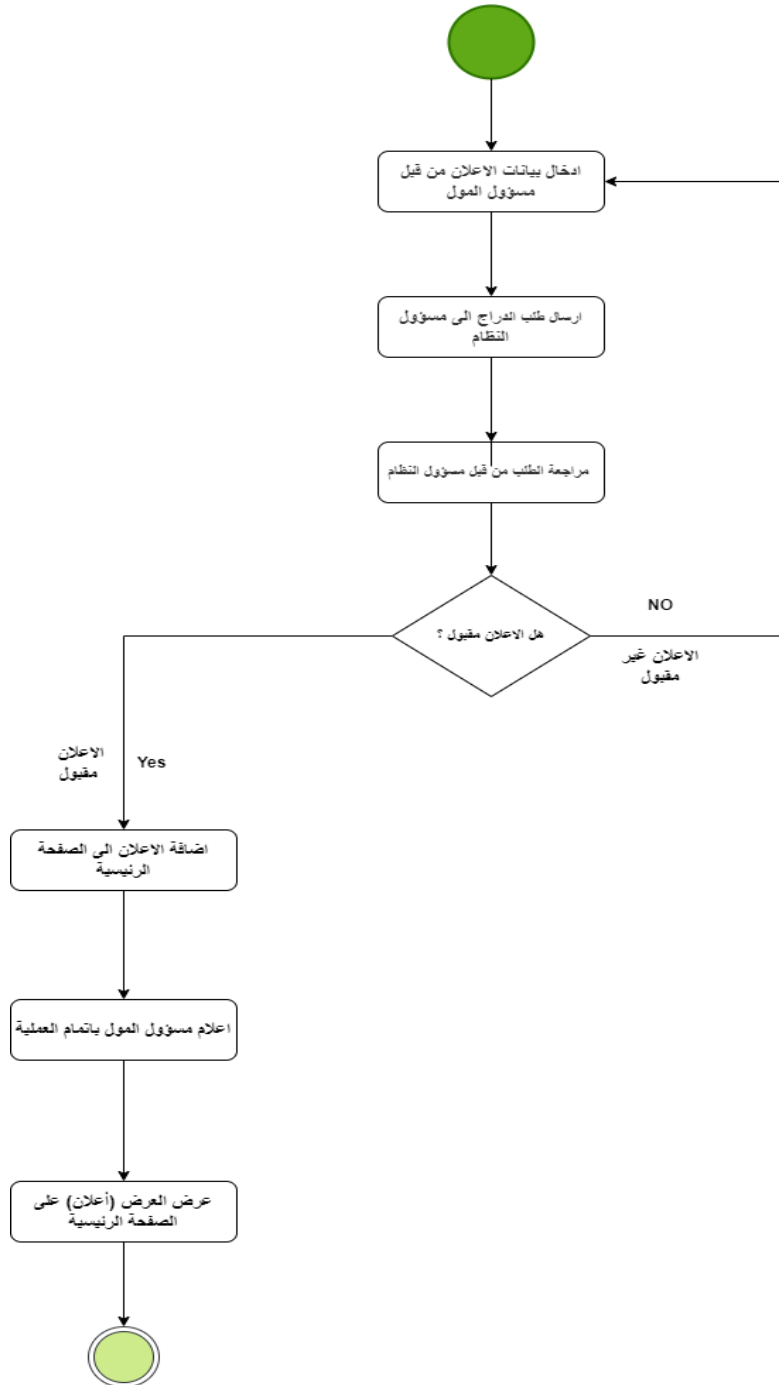 ادخال بيانات الاعلان من قبل
مسؤول المول
ارسال طلب الدراج الى مسؤول
النظام
مراجعة الطلب من قبل مسؤول النظام
هل الاعلان مقبول ؟
NO
الاعلان غير
مقبول
الاعلان
مقبول
Yes
اضافة الاعلان الى الصفحة
الرئيسية
اعلام مسؤول المول باتمام العملية
عرض العرض (أعلان) على
الصفحة الرئيسية